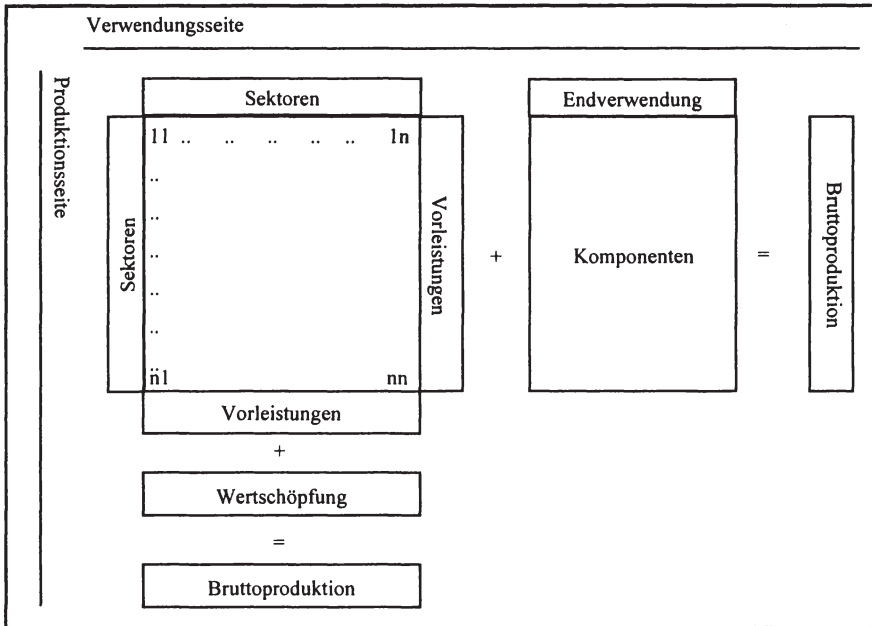 Verwendungsseite
Produktionsseite
Sektoren
Endverwendung
Sektoren
11 .. .. .. .. .. 1n
..
..
..
..
..
..
n1 nn
Vorleistungen
+
Komponenten
=
Bruttoproduktion
Vorleistungen
+
Wertschöpfung
=
Bruttoproduktion